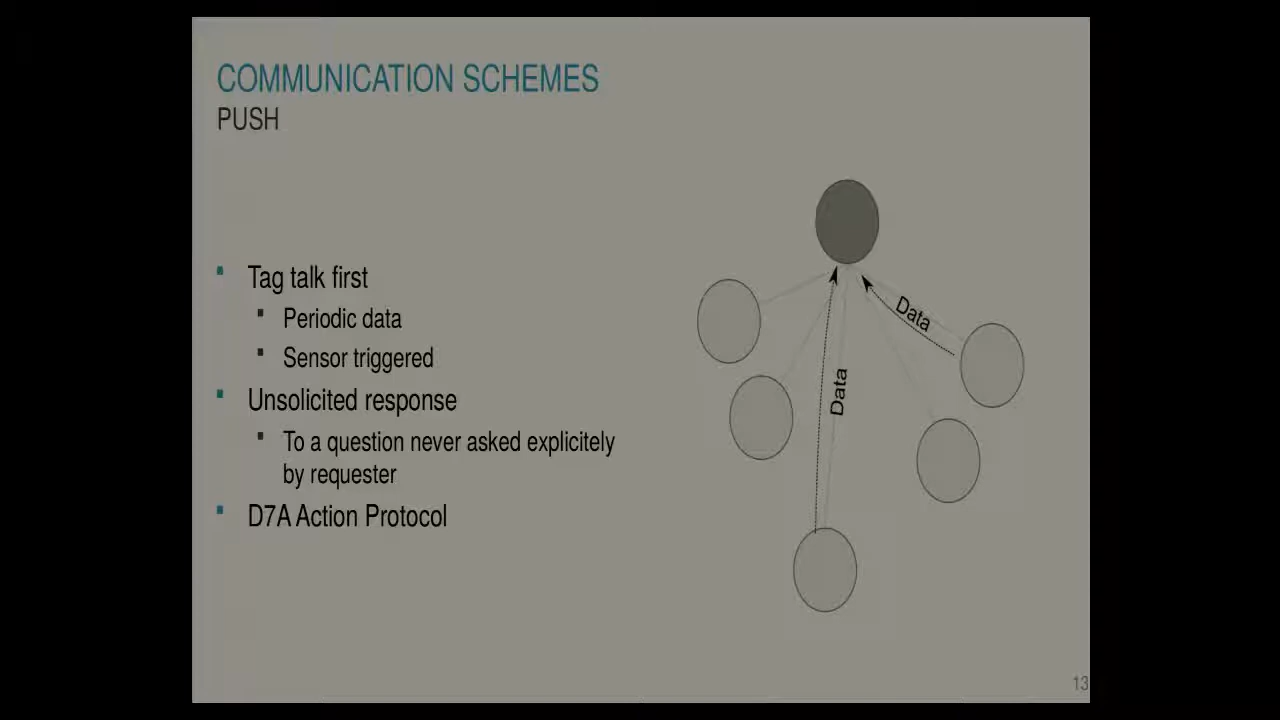 COMMUNICATION SCHEMES
PUSH
Tag talk first
Periodic data
Sensor triggered
Unsolicited response
To a question never asked explicitely
by requester
D7A Action Protocol
Data
Data
13